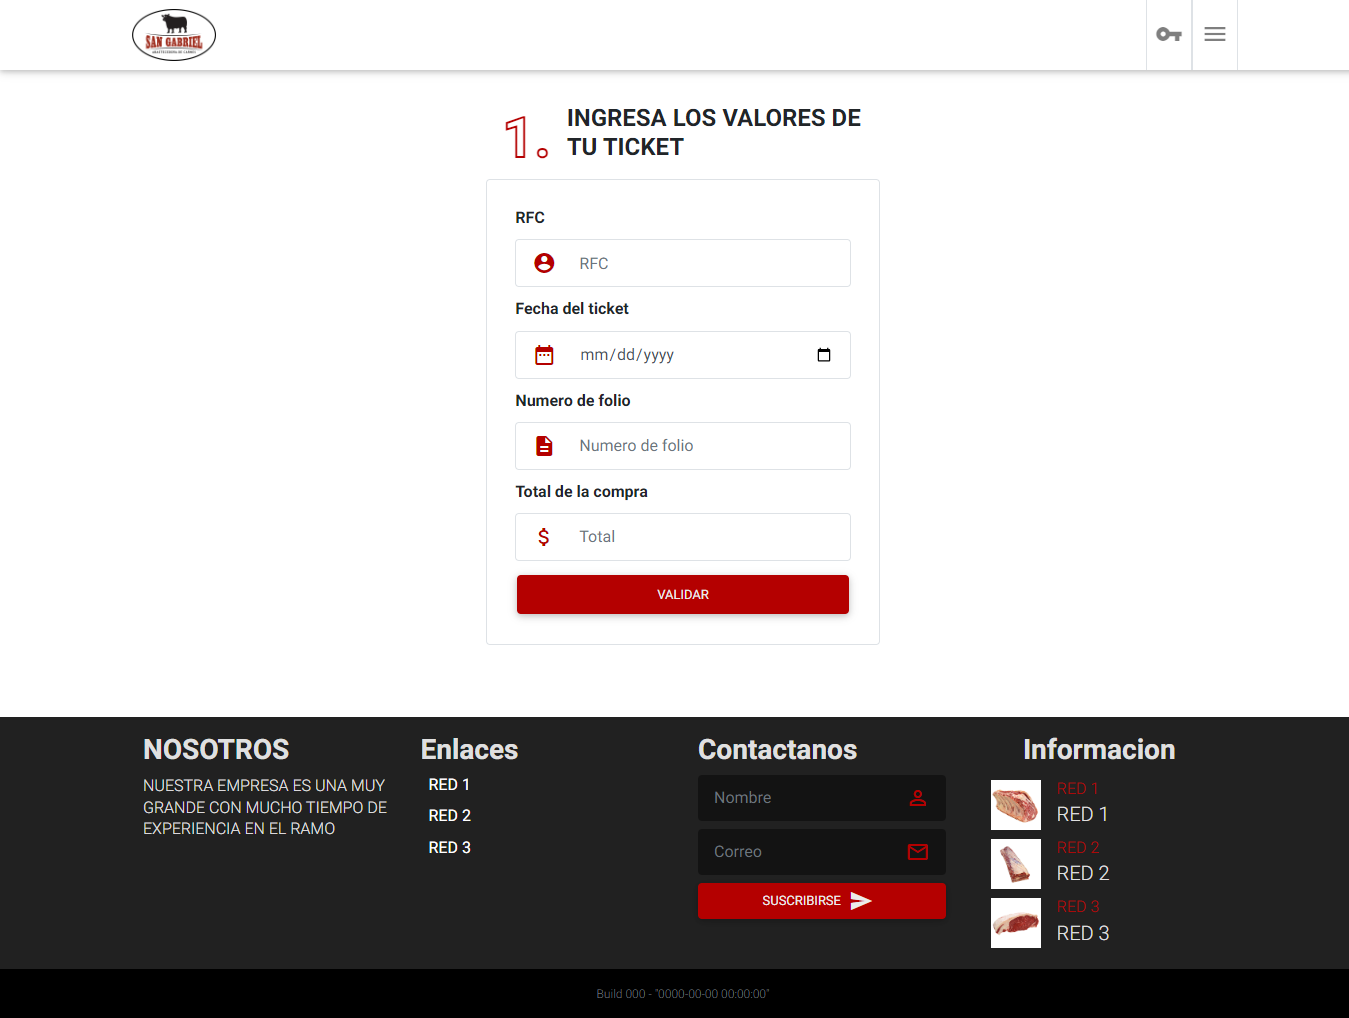 SAN GABRIEL
1. INGRESA LOS VALORES DE
TU TICKET
RFC
RFC
Fecha del ticket
mm/dd/yyyy
Numero de folio
Numero de folio
Total de la compra
Total
VALIDAR
NOSOTROS
NUESTRA EMPRESA ES UNA MUY
GRANDE CON MUCHO TIEMPO DE
EXPERIENCIA EN EL RAMO
Enlaces
RED 1
RED 2
RED 3
Contactanos
Nombre
Correo
SUSCRIBIRSE
Informacion
RED 1
RED 1
RED 2
RED 2
RED 3
RED 3
Build 000 - "0000-00-00 00:00:00"